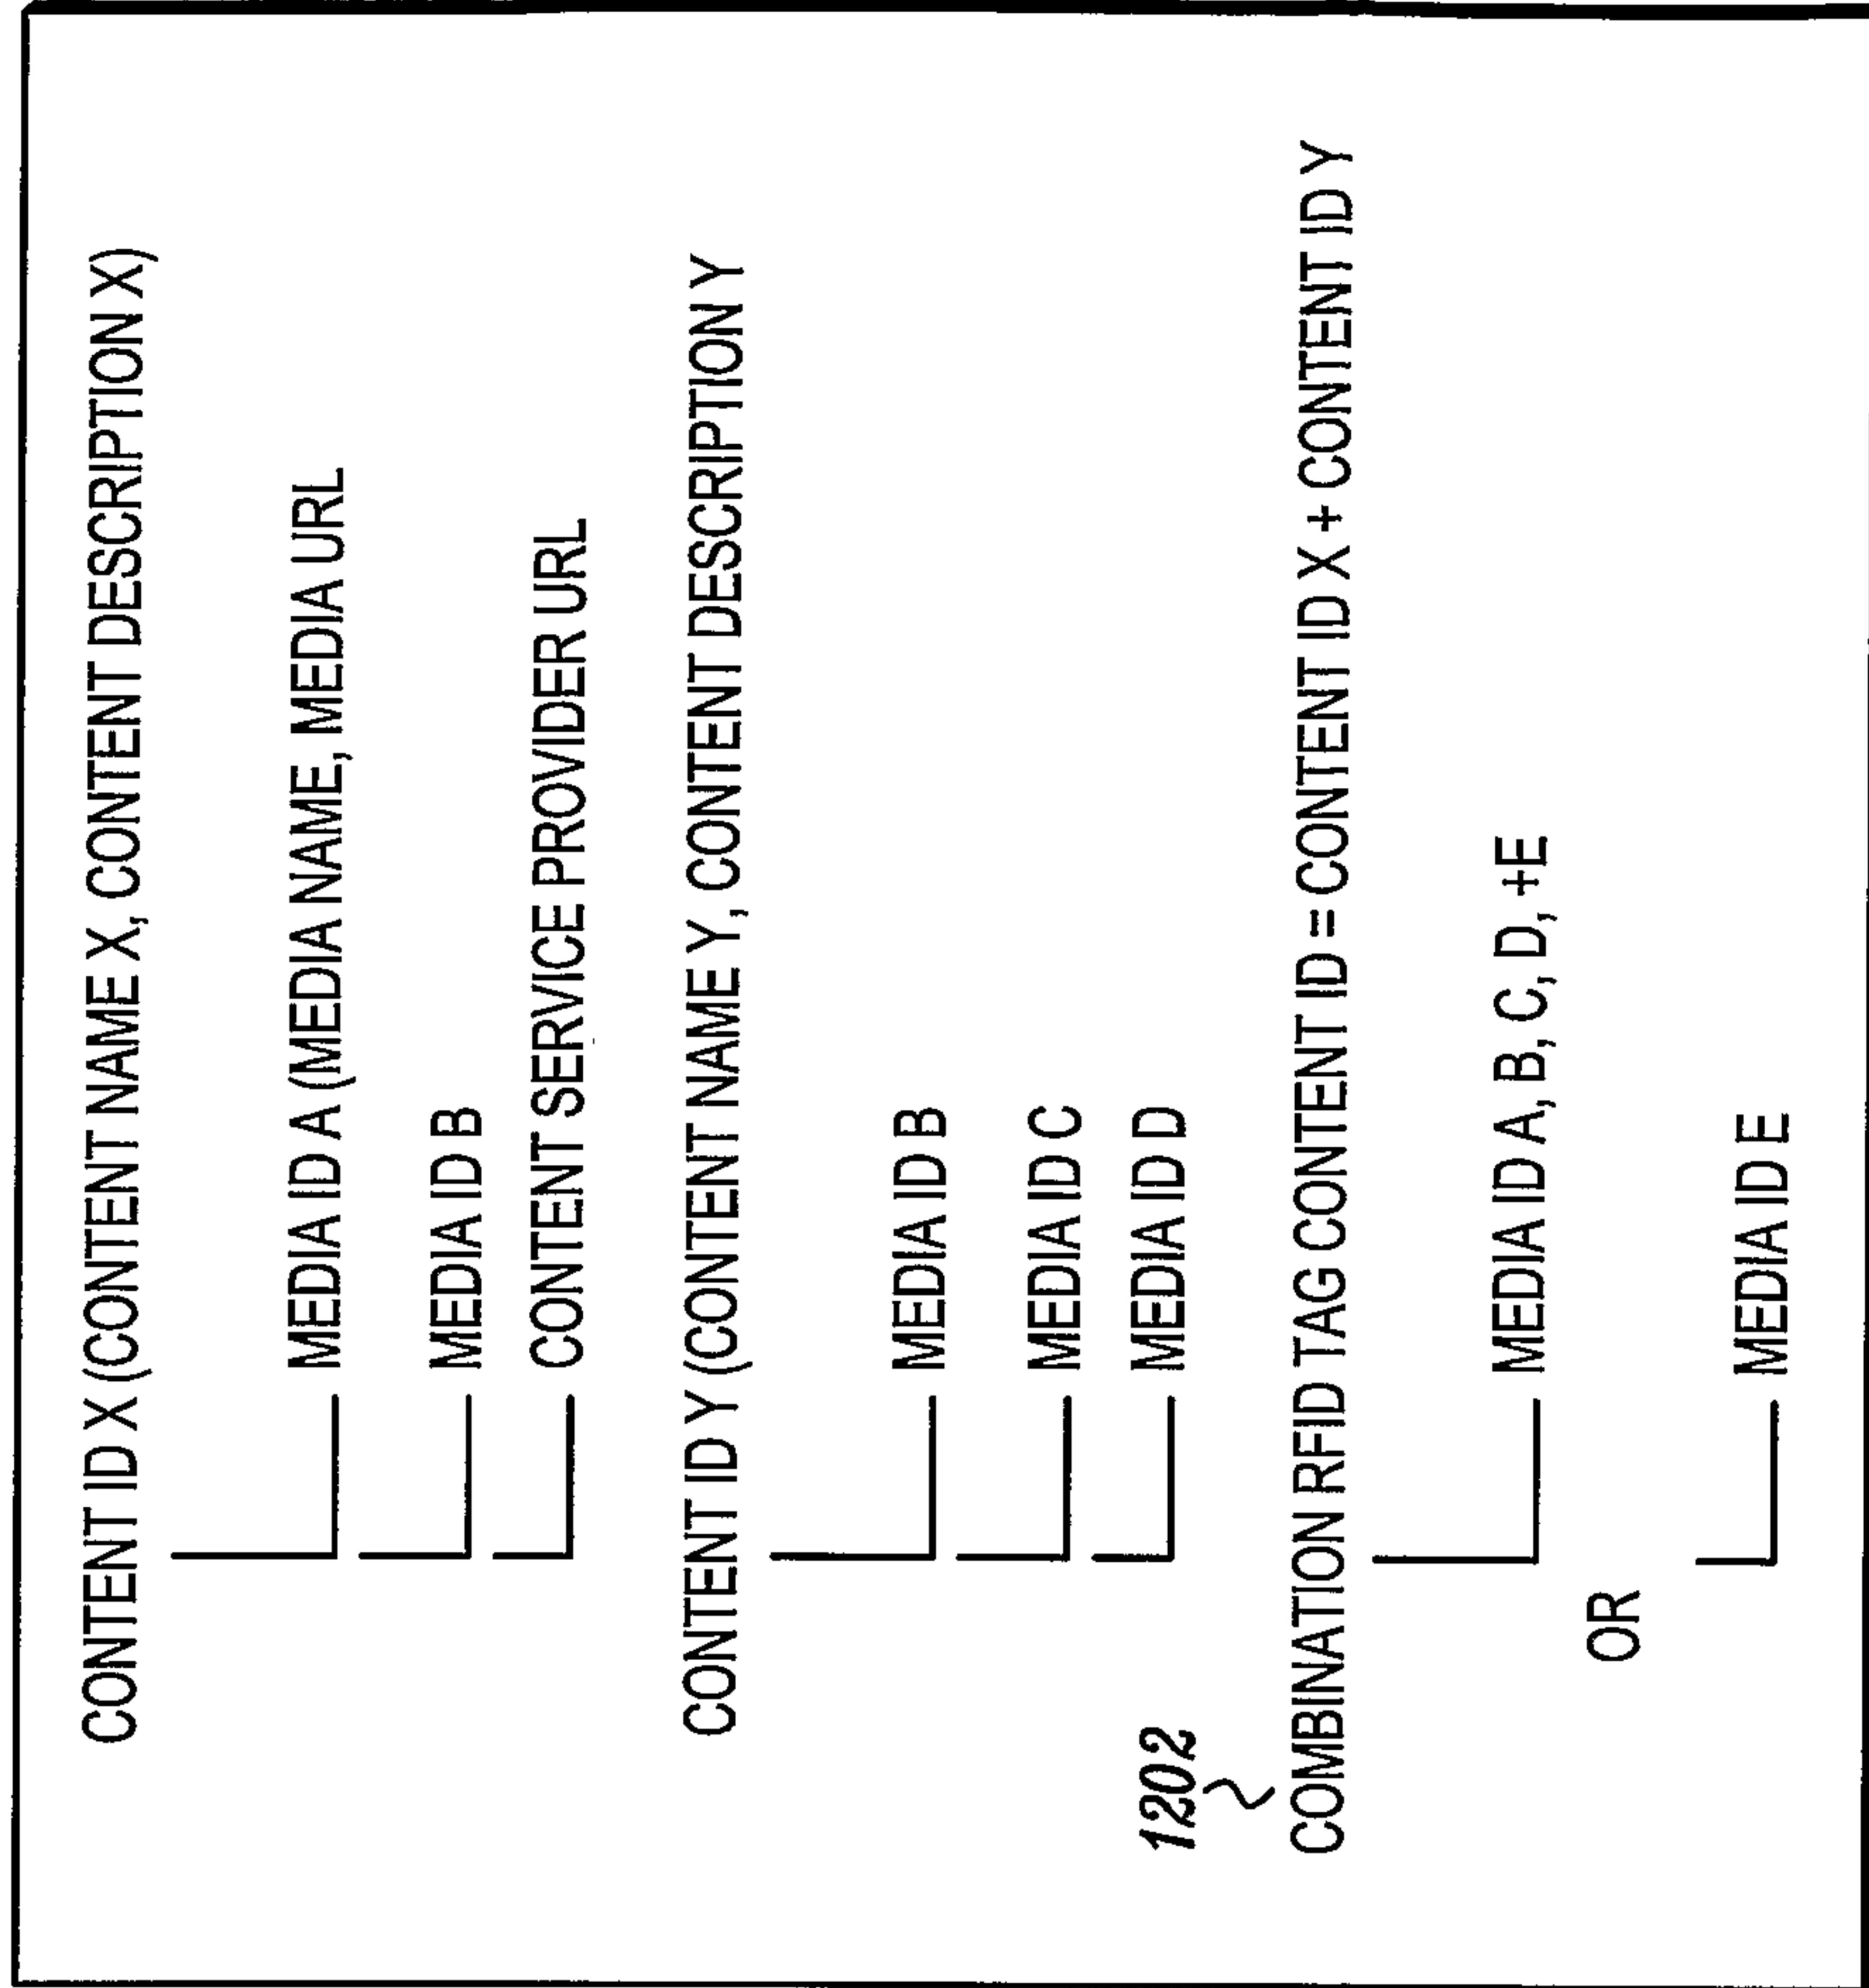 CONTENT ID X (CONTENT NAME X, CONTENT DESCRIPTION X)
MEDIA ID A (MEDIA NAME, MEDIA URL
MEDIA ID B
CONTENT SERVICE PROVIDER URL
CONTENT ID Y (CONTENT NAME Y, CONTENT DESCRIPTION Y
MEDIA ID B
MEDIA ID C
MEDIA ID D
1202
COMBINATION RFID TAG CONTENT ID = CONTENT ID X + CONTENT ID Y
MEDIA ID A, B, C, D, +E
OR
MEDIA ID E